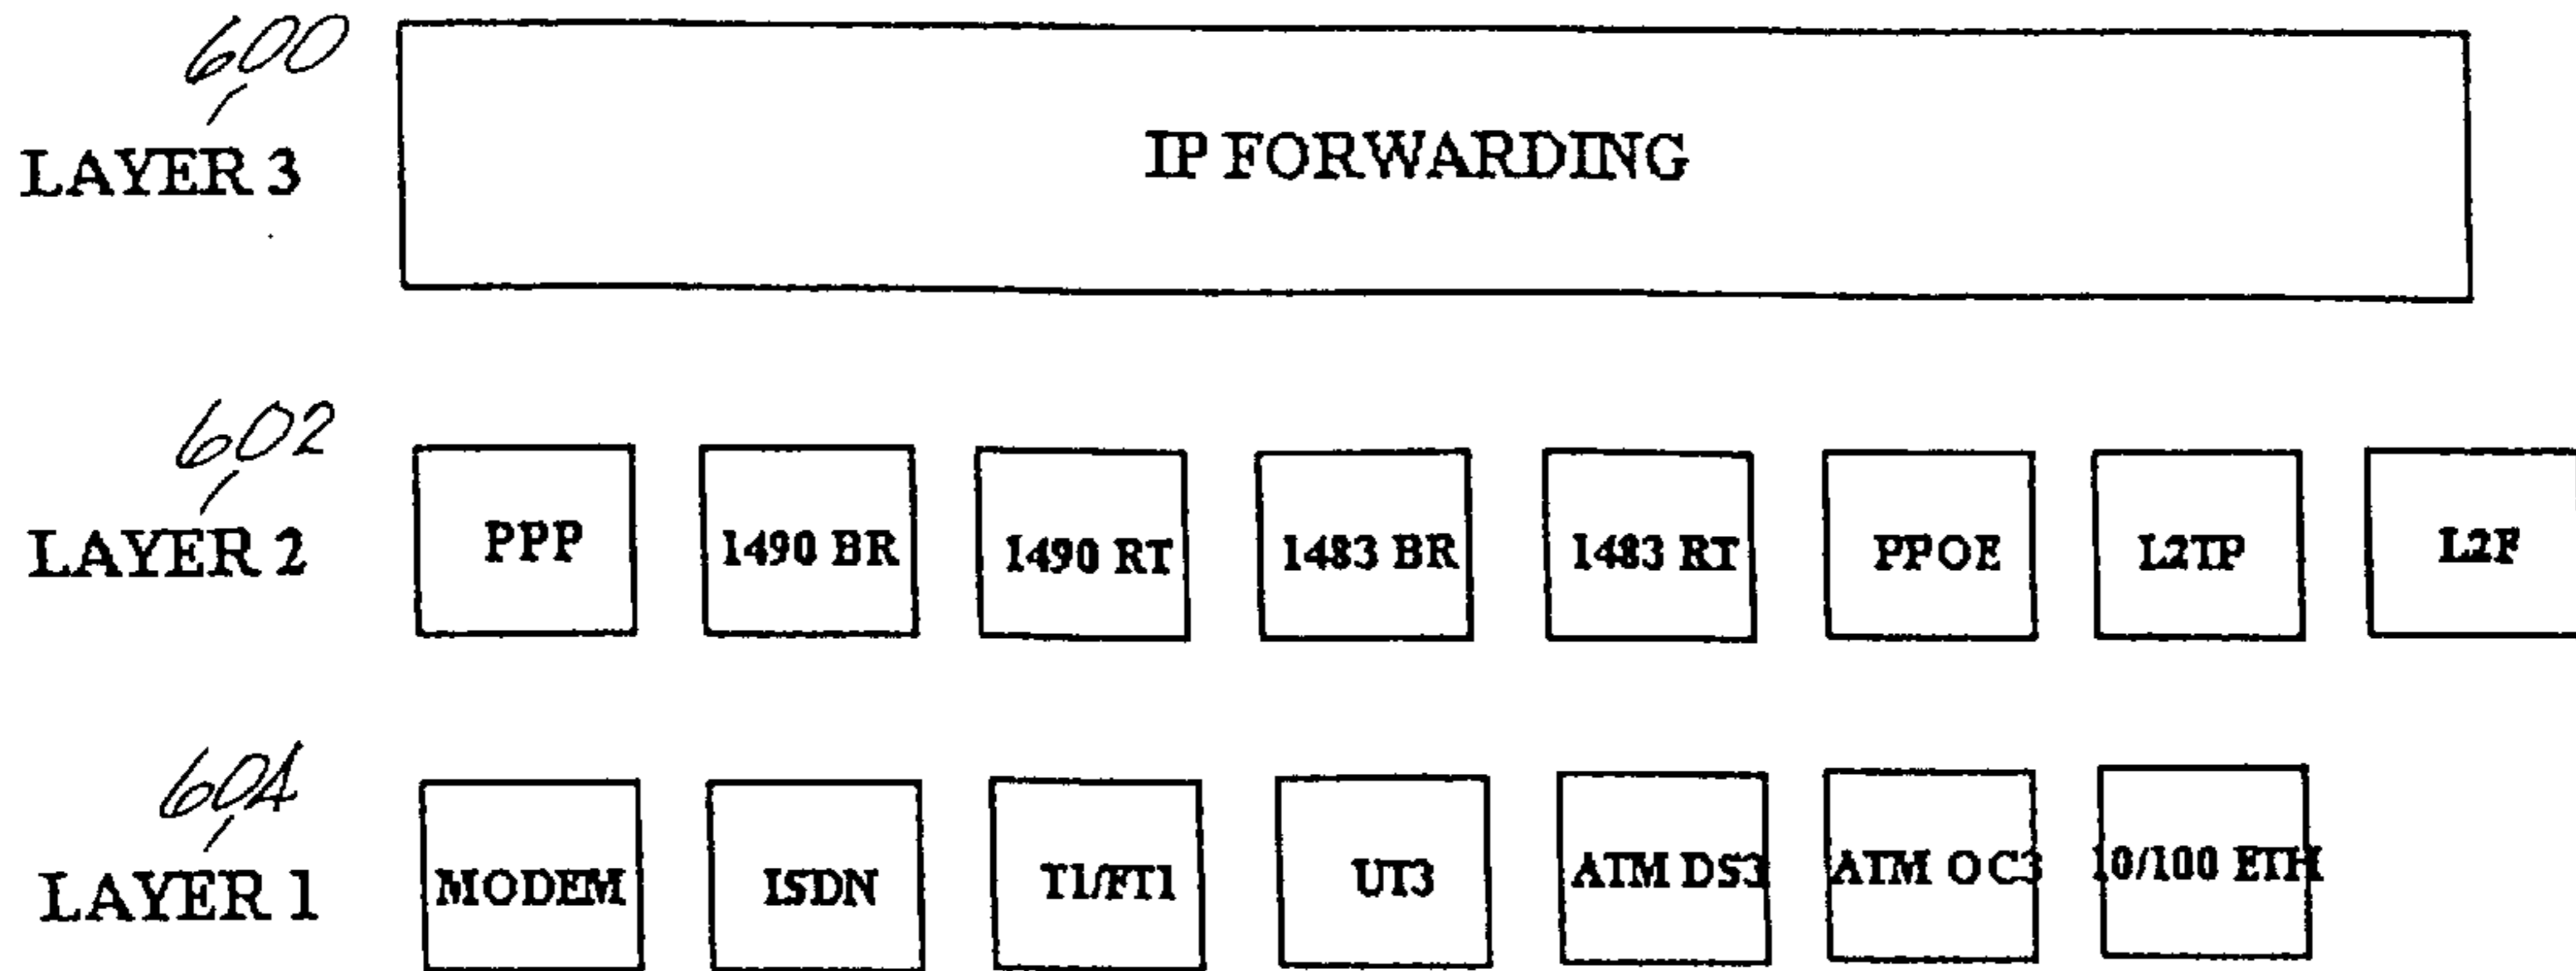 600
LAYER 3
IP FORWARDING
602
LAYER 2
PPP
1490 BR
1490 RT
1483 BR
1483 RT
PPOE
L2TP
L2F
604
LAYER 1
MODEM
ISDN
T1/FT1
UT3
ATM DS3
ATM OC3
10/100 ETH